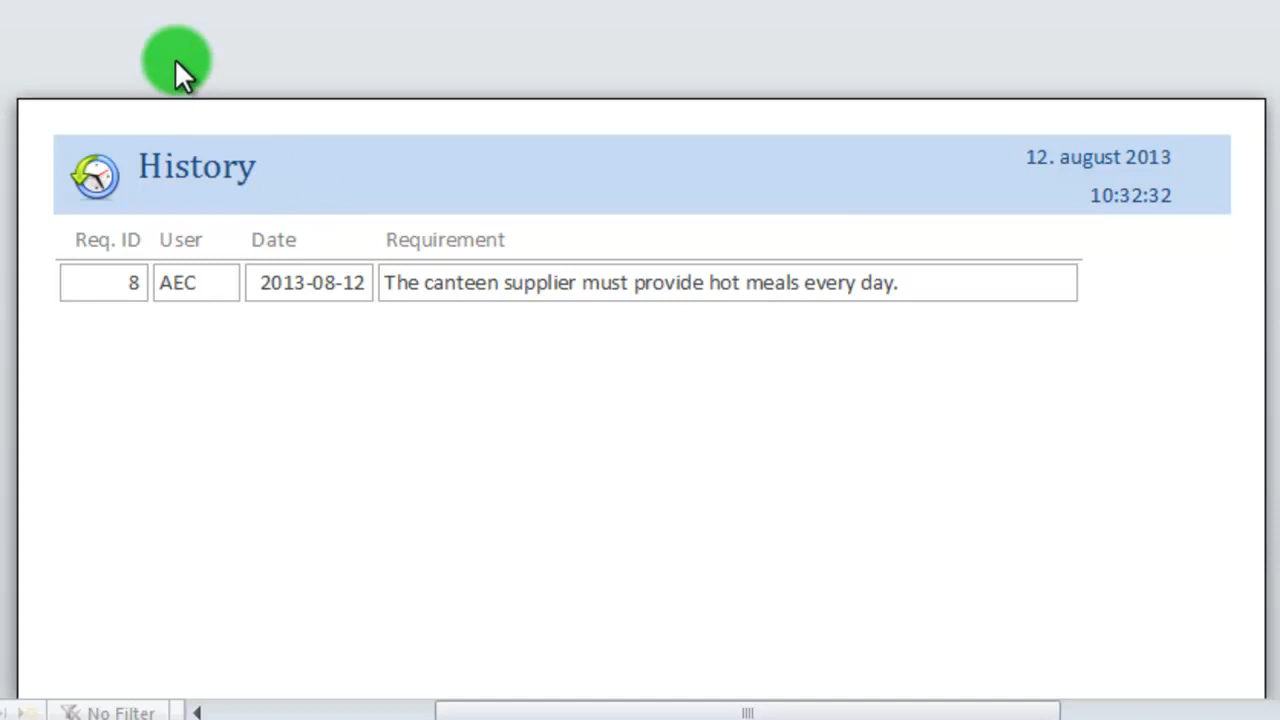 History
12. august 2013
10:32:32
Req. ID User Date Requirement
8 AEC 2013-08-12 The canteen supplier must provide hot meals every day.
No Filter